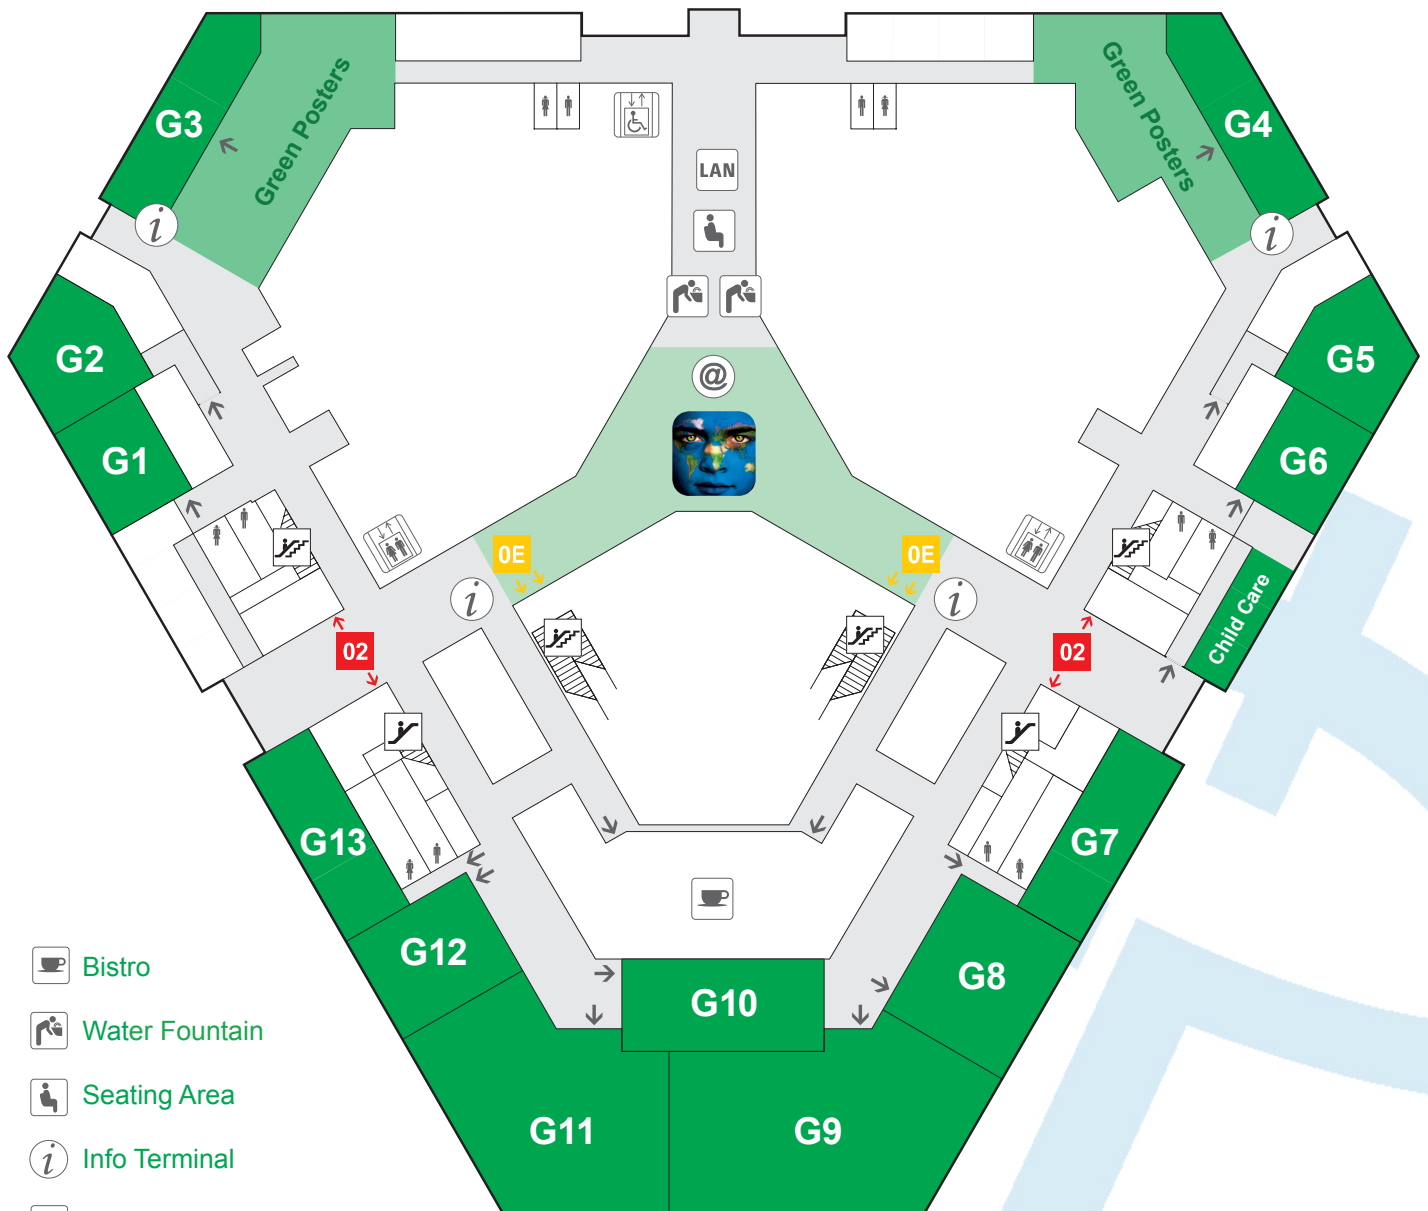 G3
Green Posters
Green Posters
G4
LAN
i
i
G2
G5
@
G1
G6
0E
0E
i
i
Child Care
02
02
G13
G7
G12
G8
G10
G11
G9
Bistro
Water Fountain
Seating Area
i Info Terminal